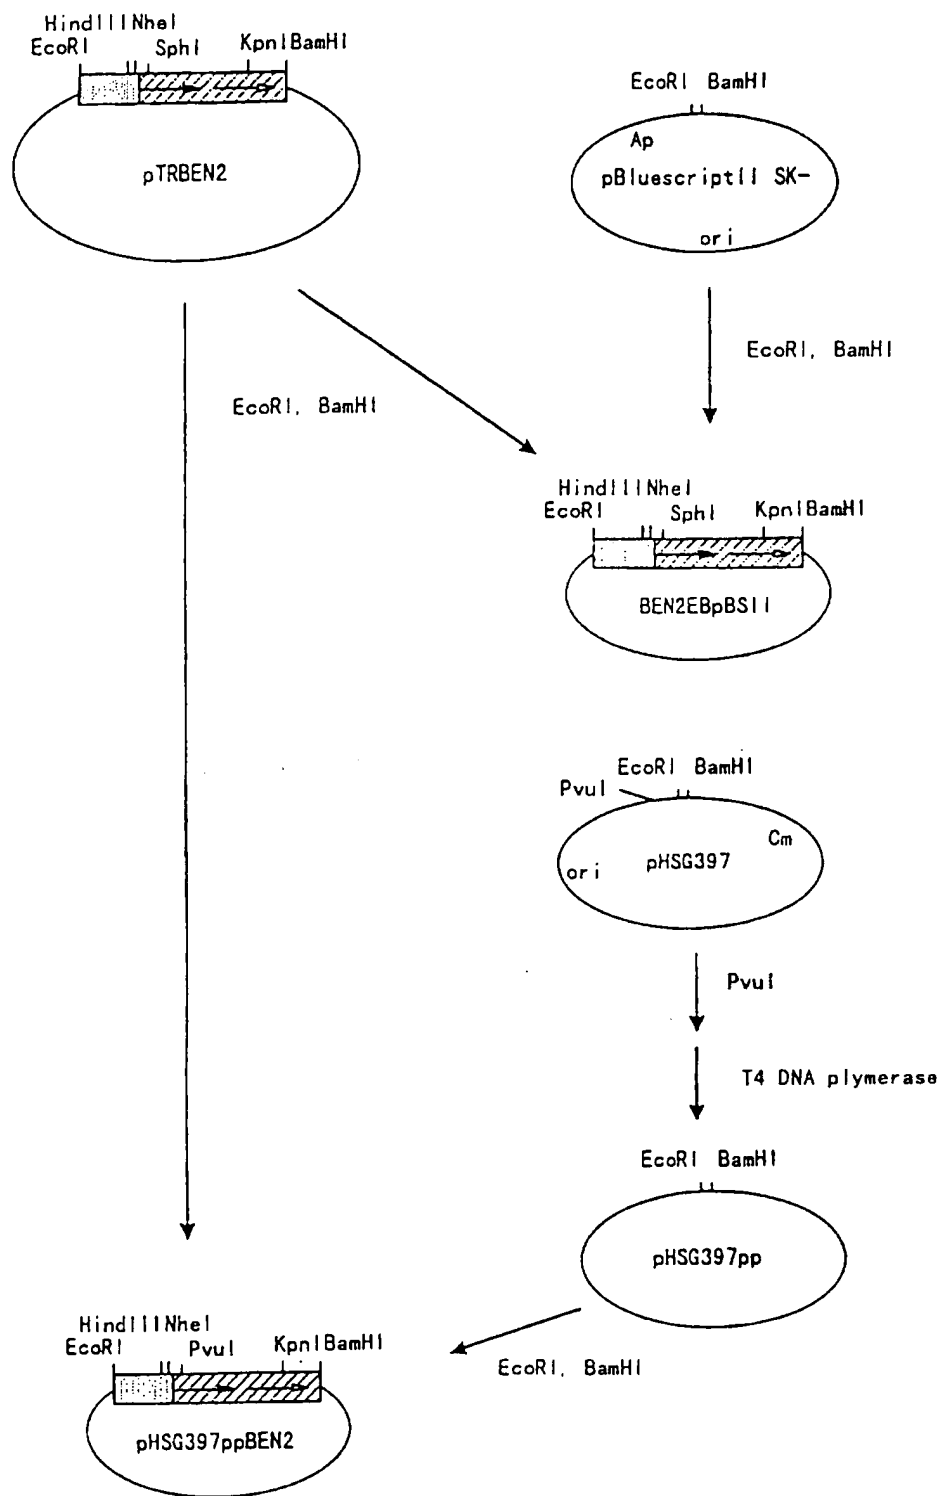 HindIIINheI
EcoRI SphI KpnIBamHI
pTRBEN2
EcoRI BamHI
Ap
pBluescriptII SK-
ori
EcoRI, BamHI
EcoRI, BamHI
HindIIINheI
EcoRI SphI KpnIBamHI
BEN2EBpBSII
EcoRI BamHI
PvuI
Cm
pHSG397
ori
PvuI
T4 DNA plymerase
EcoRI BamHI
pHSG397pp
EcoRI, BamHI
HindIIINheI
EcoRI PvuI KpnIBamHI
pHSG397ppBEN2